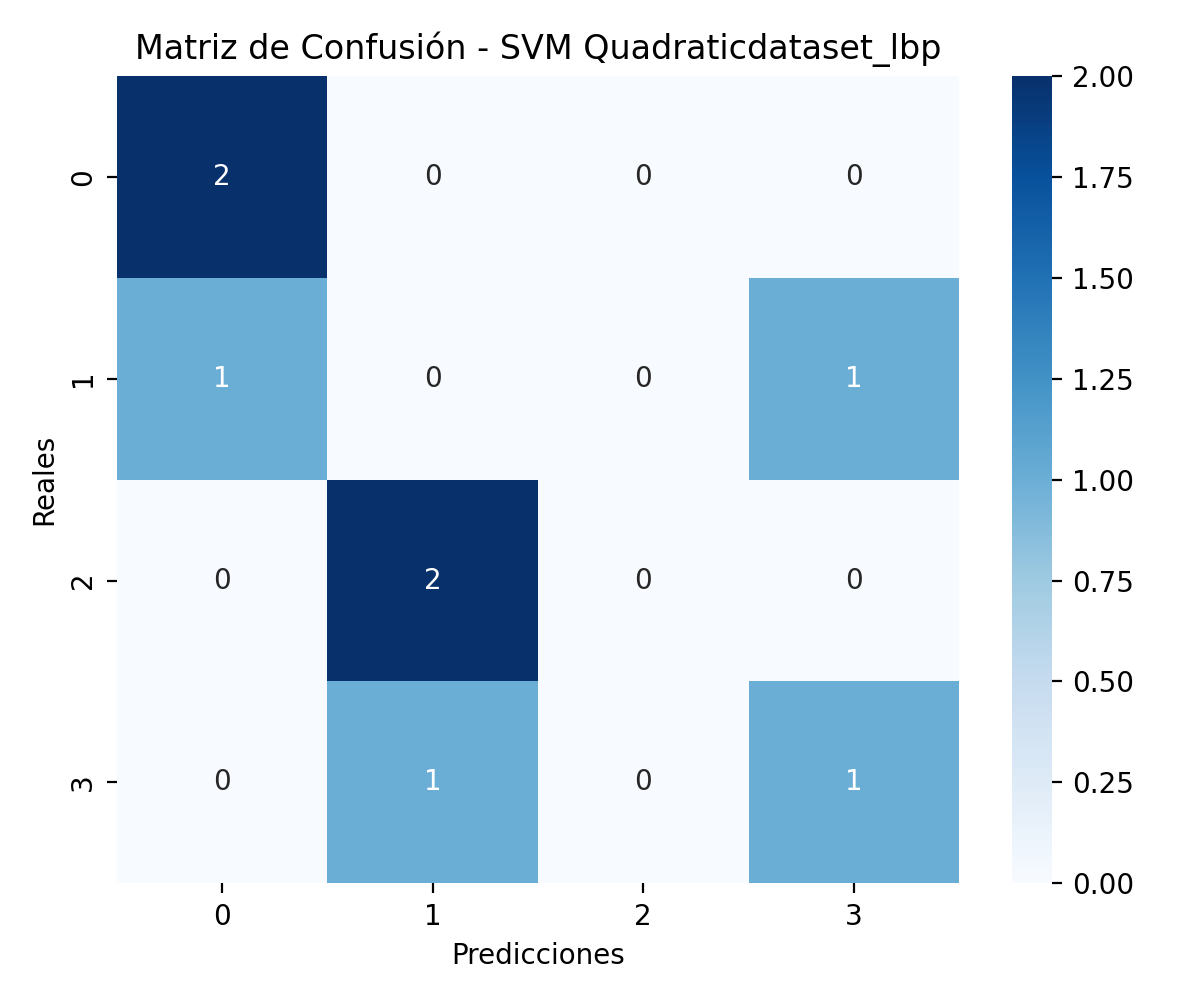 Matriz de Confusión - SVM Quadraticdataset_lbp
0 2 0 0 0
1 1 0 0 1
2 0 2 0 0
3 0 1 0 1
0 1 2 3
Reales
Predicciones
2.00
1.75
1.50
1.25
1.00
0.75
0.50
0.25
0.00